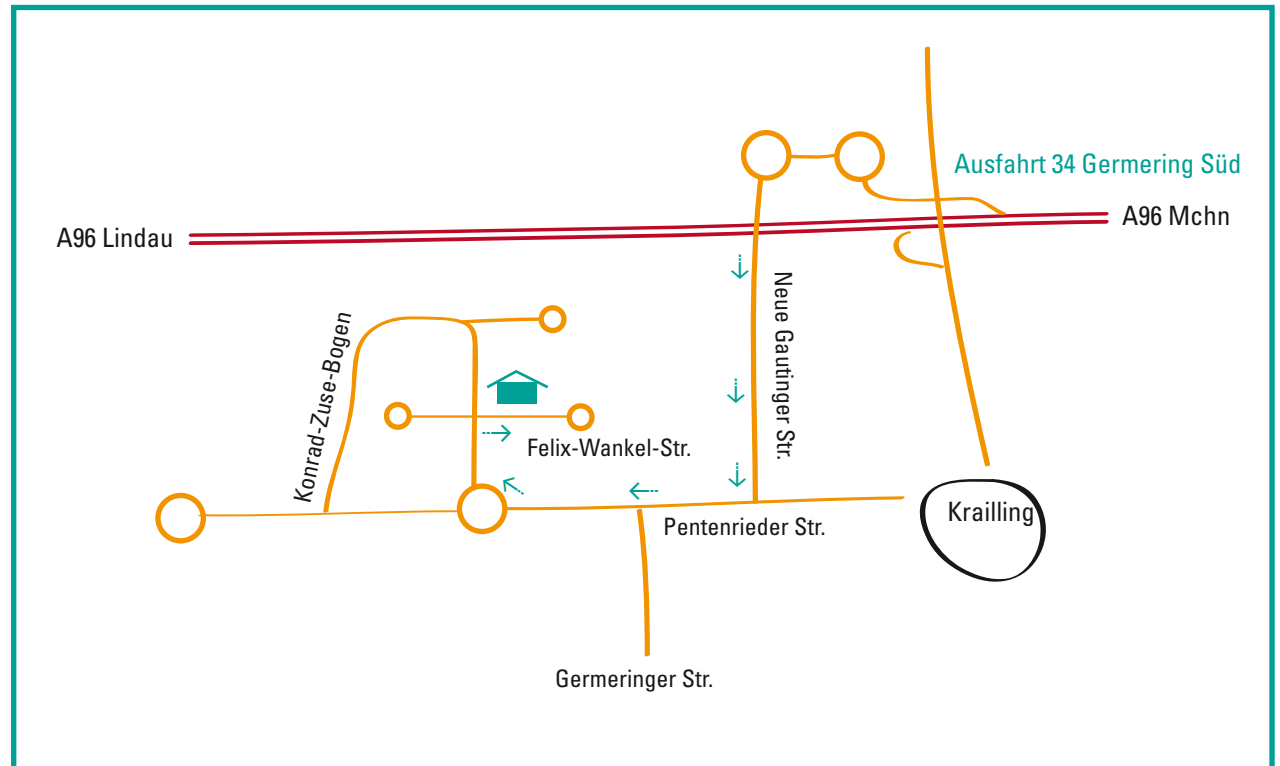 Ausfahrt 34 Germering Süd
A96 Mchn
A96 Lindau
Neue Gautinger Str.
Konrad-Zuse-Bogen
Felix-Wankel-Str.
Krailling
Pentenrieder Str.
Germeringer Str.